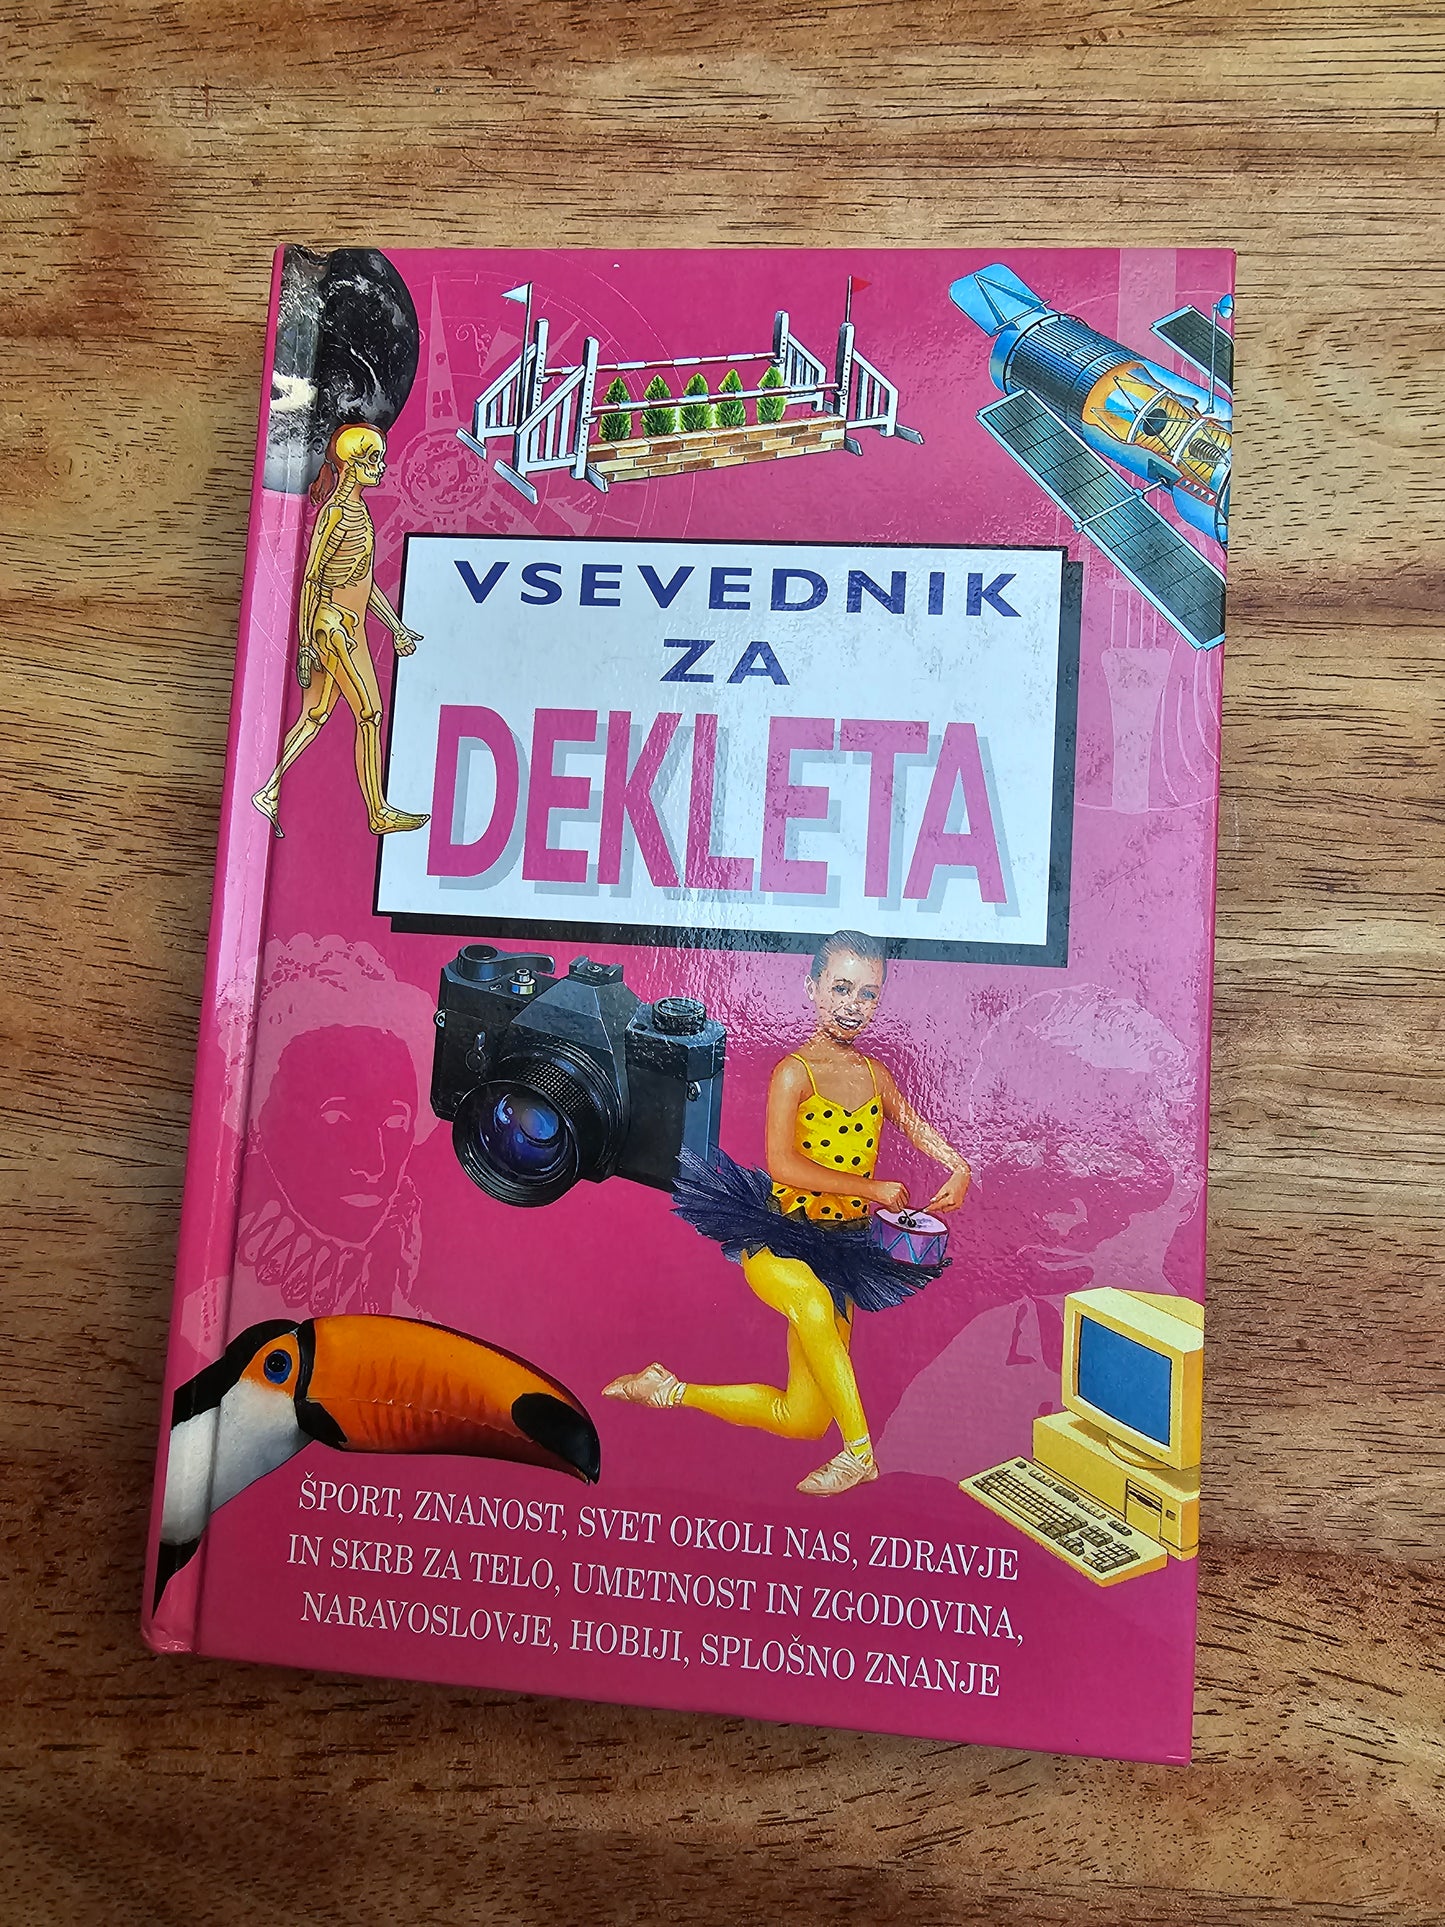 VSEVEDNIK
ZA
DEKLETA
ŠPORT, ZNANOST, SVET OKOLI NAS, ZDRAVJE
IN SKRB ZA TELO, UMETNOST IN ZGODOVINA,
NARAVOSLOVJE, HOBIJI, SPLOŠNO ZNANJE